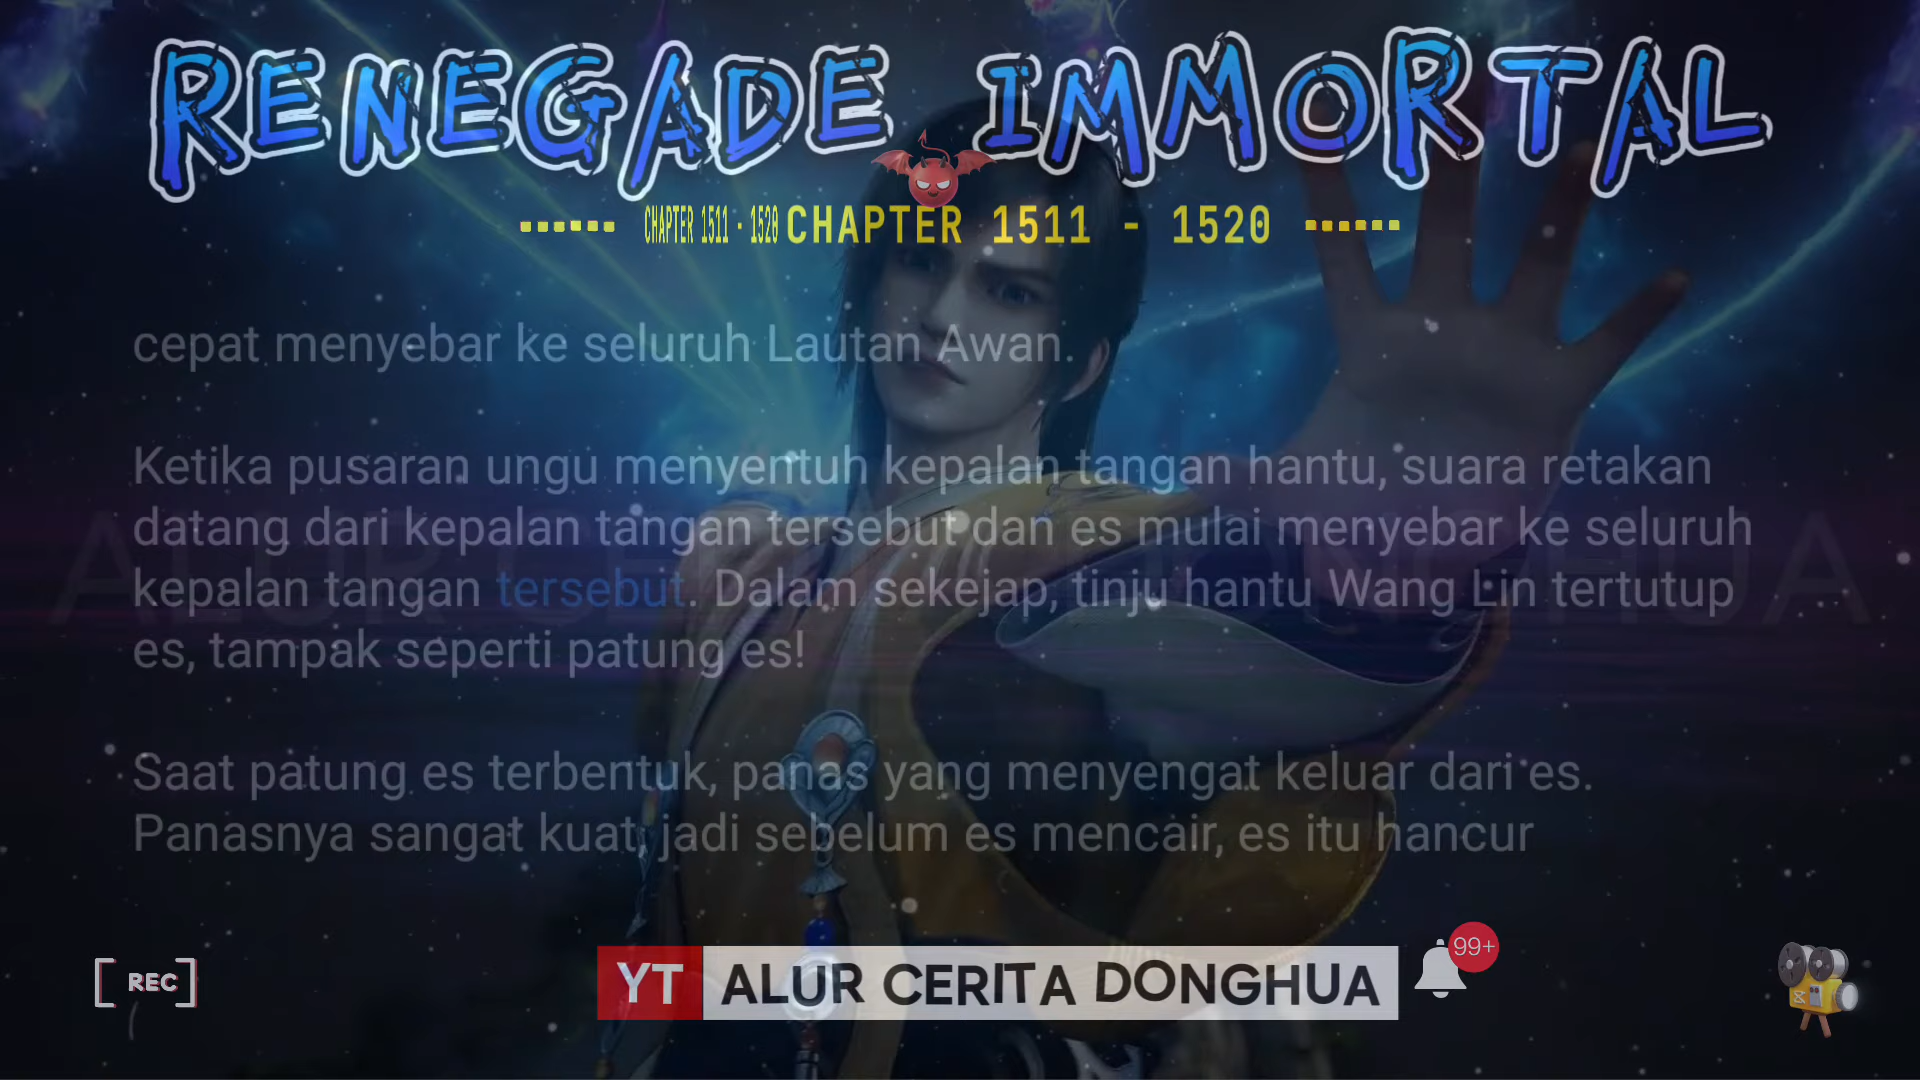 RENEGADE IMMORTAL
CHAPTER 1511 - 1520 CHAPTER 1511 - 1520
cepat menyebar ke seluruh Lautan Awan.
Ketika pusaran ungu menyentuh kepalan tangan hantu, suara retakan
datang dari kepalan tangan tersebut dan es mulai menyebar ke seluruh
kepalan tangan tersebut. Dalam sekejap, tinju hantu Wang Lin tertutup
es, tampak seperti patung es!
Saat patung es terbentuk, panas yang menyengat keluar dari es.
Panasnya sangat kuat, jadi sebelum es mencair, es itu hancur
REC
YT ALUR CERITA DONGHUA
99+